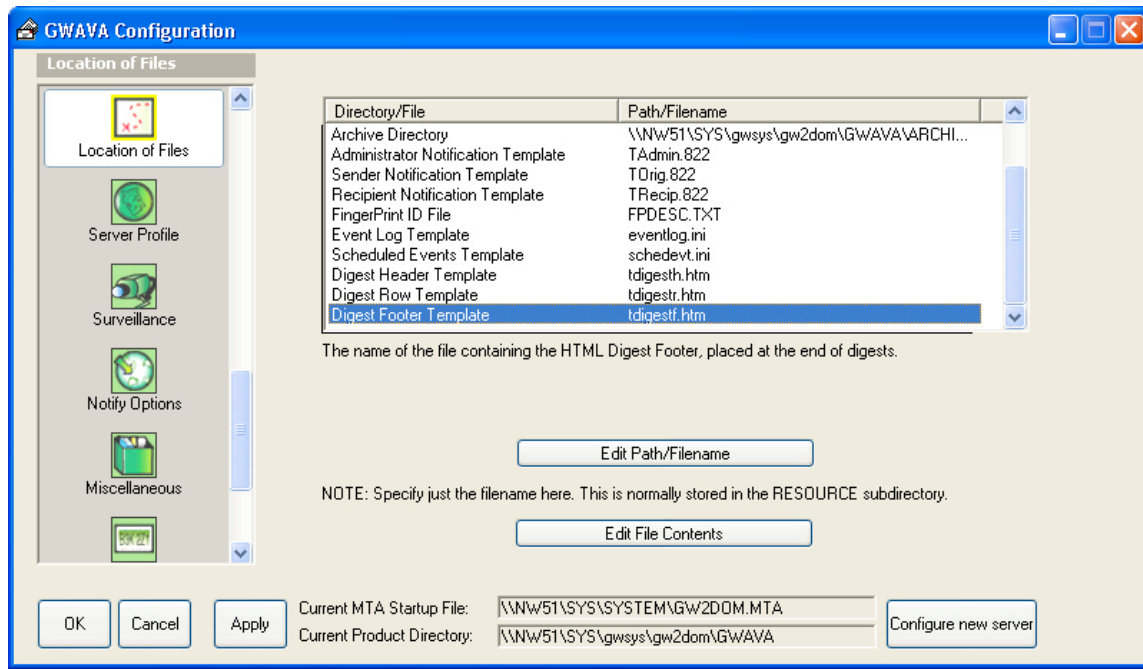 GWAVA Configuration
Location of Files
Location of Files
Server Profile
Surveillance
Notify Options
Miscellaneous
Directory/File Path/Filename
Archive Directory \\NW51\SYS\gwsys\gw2dom\GWAVA\ARCHI...
Administrator Notification Template TAdmin.822
Sender Notification Template TOrig.822
Recipient Notification Template TRecip.822
FingerPrint ID File FPDESC.TXT
Event Log Template eventlog.ini
Scheduled Events Template schedevt.ini
Digest Header Template tdigesth.htm
Digest Row Template tdigestr.htm
Digest Footer Template tdigestf.htm
The name of the file containing the HTML Digest Footer, placed at the end of digests.
Edit Path/Filename
NOTE: Specify just the filename here. This is normally stored in the RESOURCE subdirectory.
Edit File Contents
OK Cancel Apply
Current MTA Startup File: \\NW51\SYS\SYSTEM\GW2DOM.MTA
Current Product Directory: \\NW51\SYS\gwsys\gw2dom\GWAVA
Configure new server